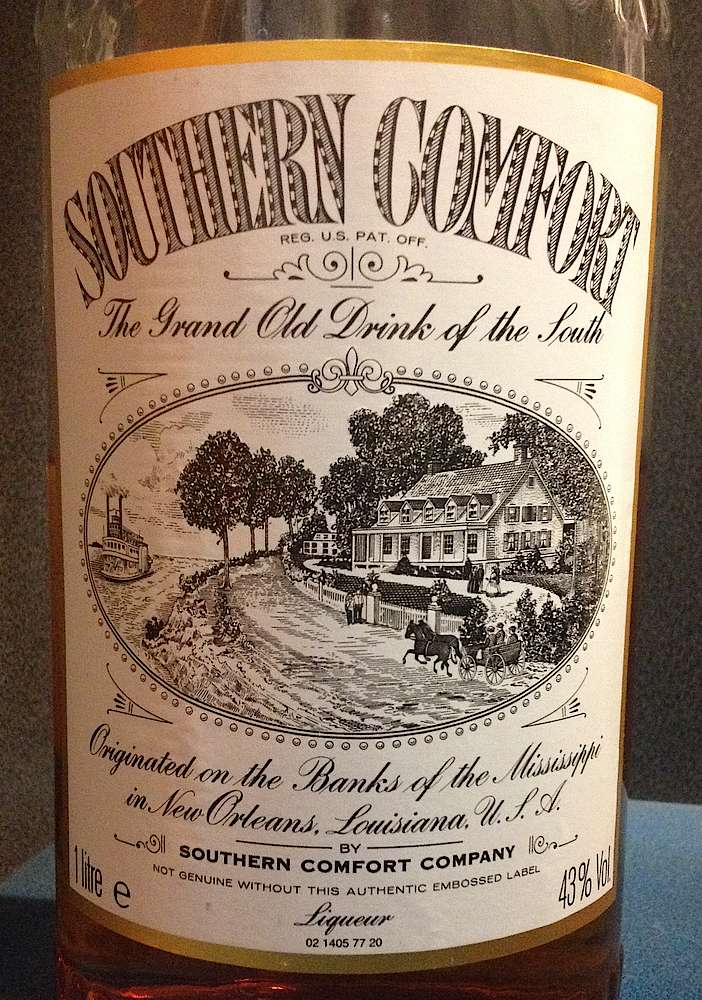 SOUTHERN COMFORT
REG. U.S. PAT. OFF.
The Grand Old Drink of the South
Originated on the Banks of the Mississippi
in New Orleans, Louisiana, U.S.A.
BY
SOUTHERN COMFORT COMPANY
NOT GENUINE WITHOUT THIS AUTHENTIC EMBOSSED LABEL
1 litre e
43% Vol.
Liqueur
02 1405 77 20